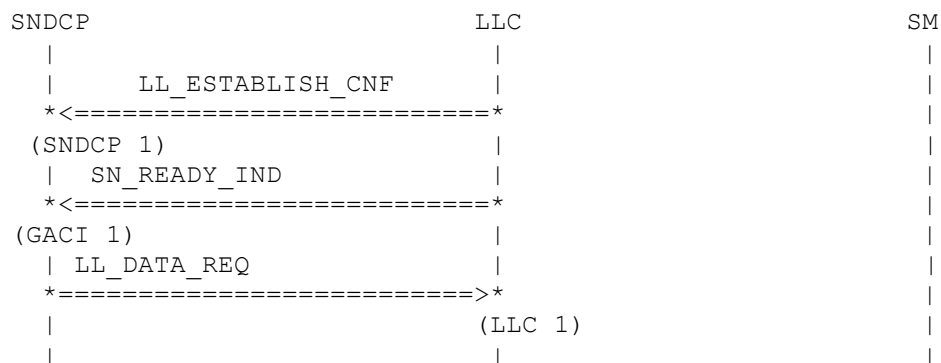 SNDCP LLC SM
| | |
| LL_ESTABLISH_CNF | |
*<==========================* |
(SNDCP 1) | |
| SN_READY_IND | |
*<==========================* |
(GACI 1) | |
| LL_DATA_REQ | |
*==========================>* |
| (LLC 1) |
| | |